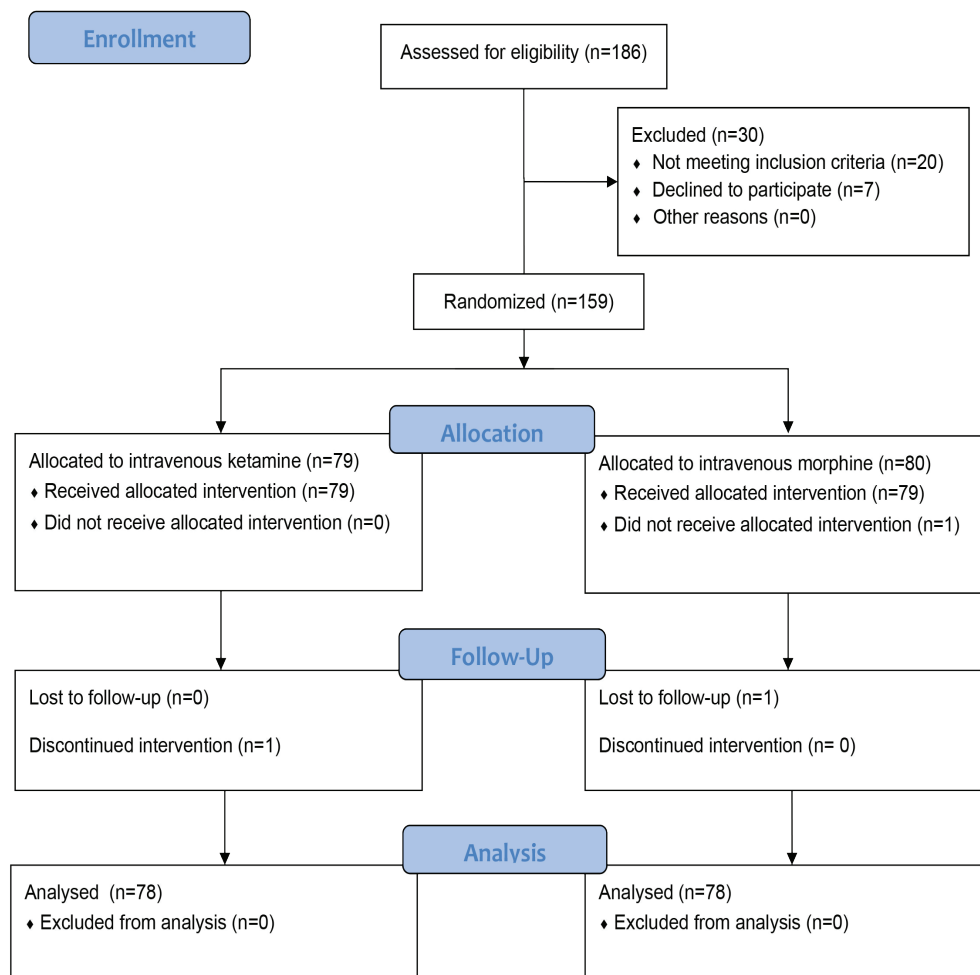 Enrollment
Assessed for eligibility (n=186)
Excluded (n=30)
♦ Not meeting inclusion criteria (n=20)
♦ Declined to participate (n=7)
♦ Other reasons (n=0)
Randomized (n=159)
Allocation
Allocated to intravenous ketamine (n=79)
♦ Received allocated intervention (n=79)
♦ Did not receive allocated intervention (n=0)
Allocated to intravenous morphine (n=80)
♦ Received allocated intervention (n=79)
♦ Did not receive allocated intervention (n=1)
Follow-Up
Lost to follow-up (n=0)
Discontinued intervention (n=1)
Lost to follow-up (n=1)
Discontinued intervention (n= 0)
Analysis
Analysed (n=78)
♦ Excluded from analysis (n=0)
Analysed (n=78)
♦ Excluded from analysis (n=0)